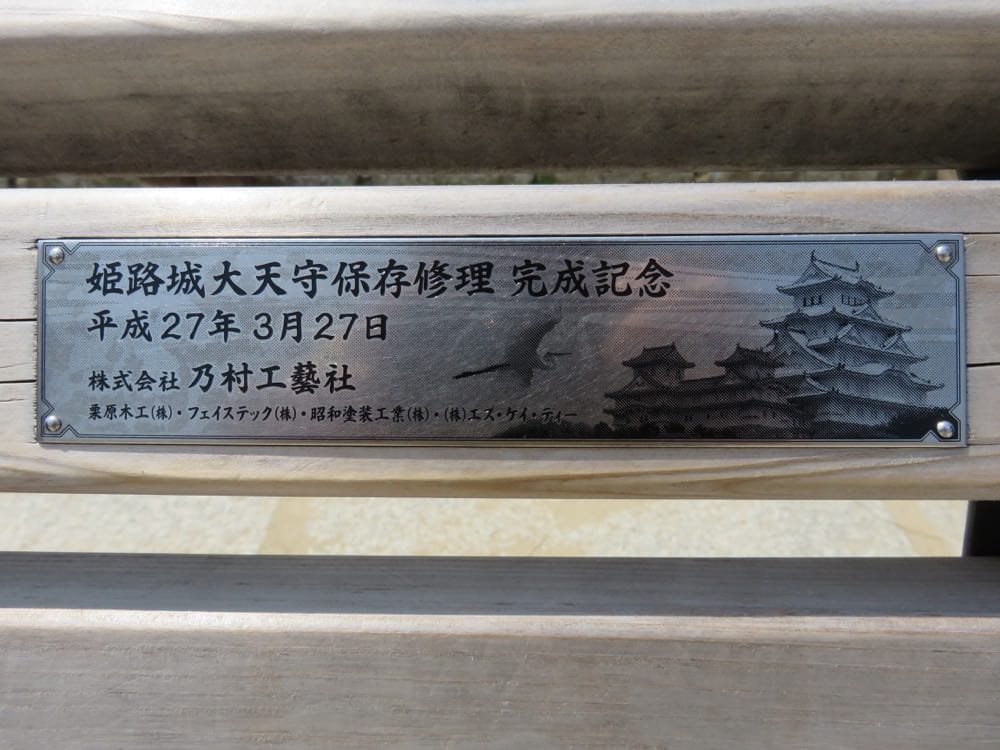 姫路城大天守保存修理 完成記念
平成27年3月27日
株式会社 乃村工藝社
栗原木工(株)・フェイステック(株)・昭和塗装工業(株)・(株)エス・ケイ・ディー